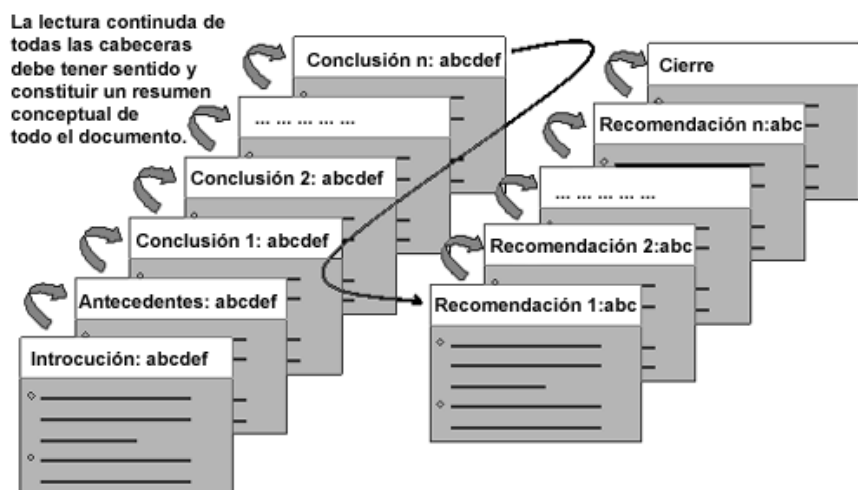 La lectura continuada de
todas las cabeceras
debe tener sentido y
constituir un resumen
conceptual de
todo el documento.
Introcución: abcdef
Antecedentes: abcdef
Conclusión 1: abcdef
Conclusión 2: abcdef
... ... ... ... ...
Conclusión n: abcdef
Recomendación 1:abc
Recomendación 2:abc
... ... ... ... ...
Recomendación n:abc
Cierre